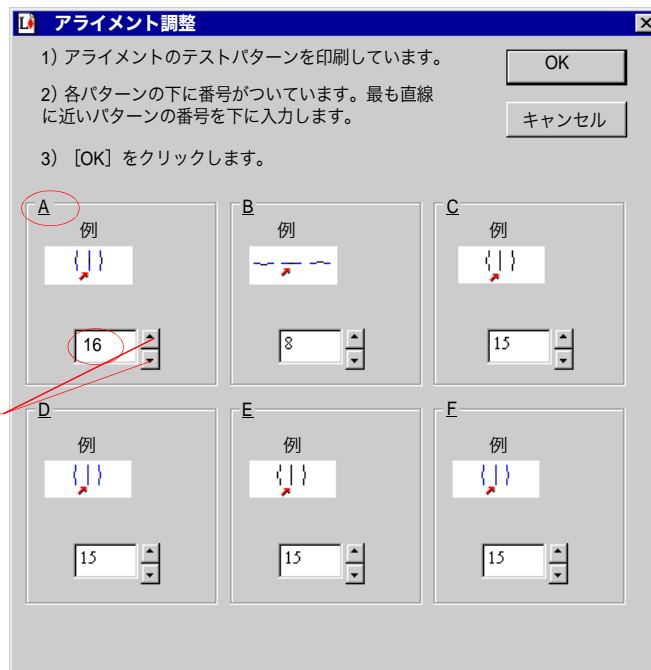 アライメント調整
1) アライメントのテストパターンを印刷しています。
2) 各パターンの下に番号がついています。最も直線
に近いパターンの番号を下に入力します。
3) ［OK］をクリックします。
OK
キャンセル
A
例
16
B
例
8
C
例
15
D
例
15
E
例
15
F
例
15